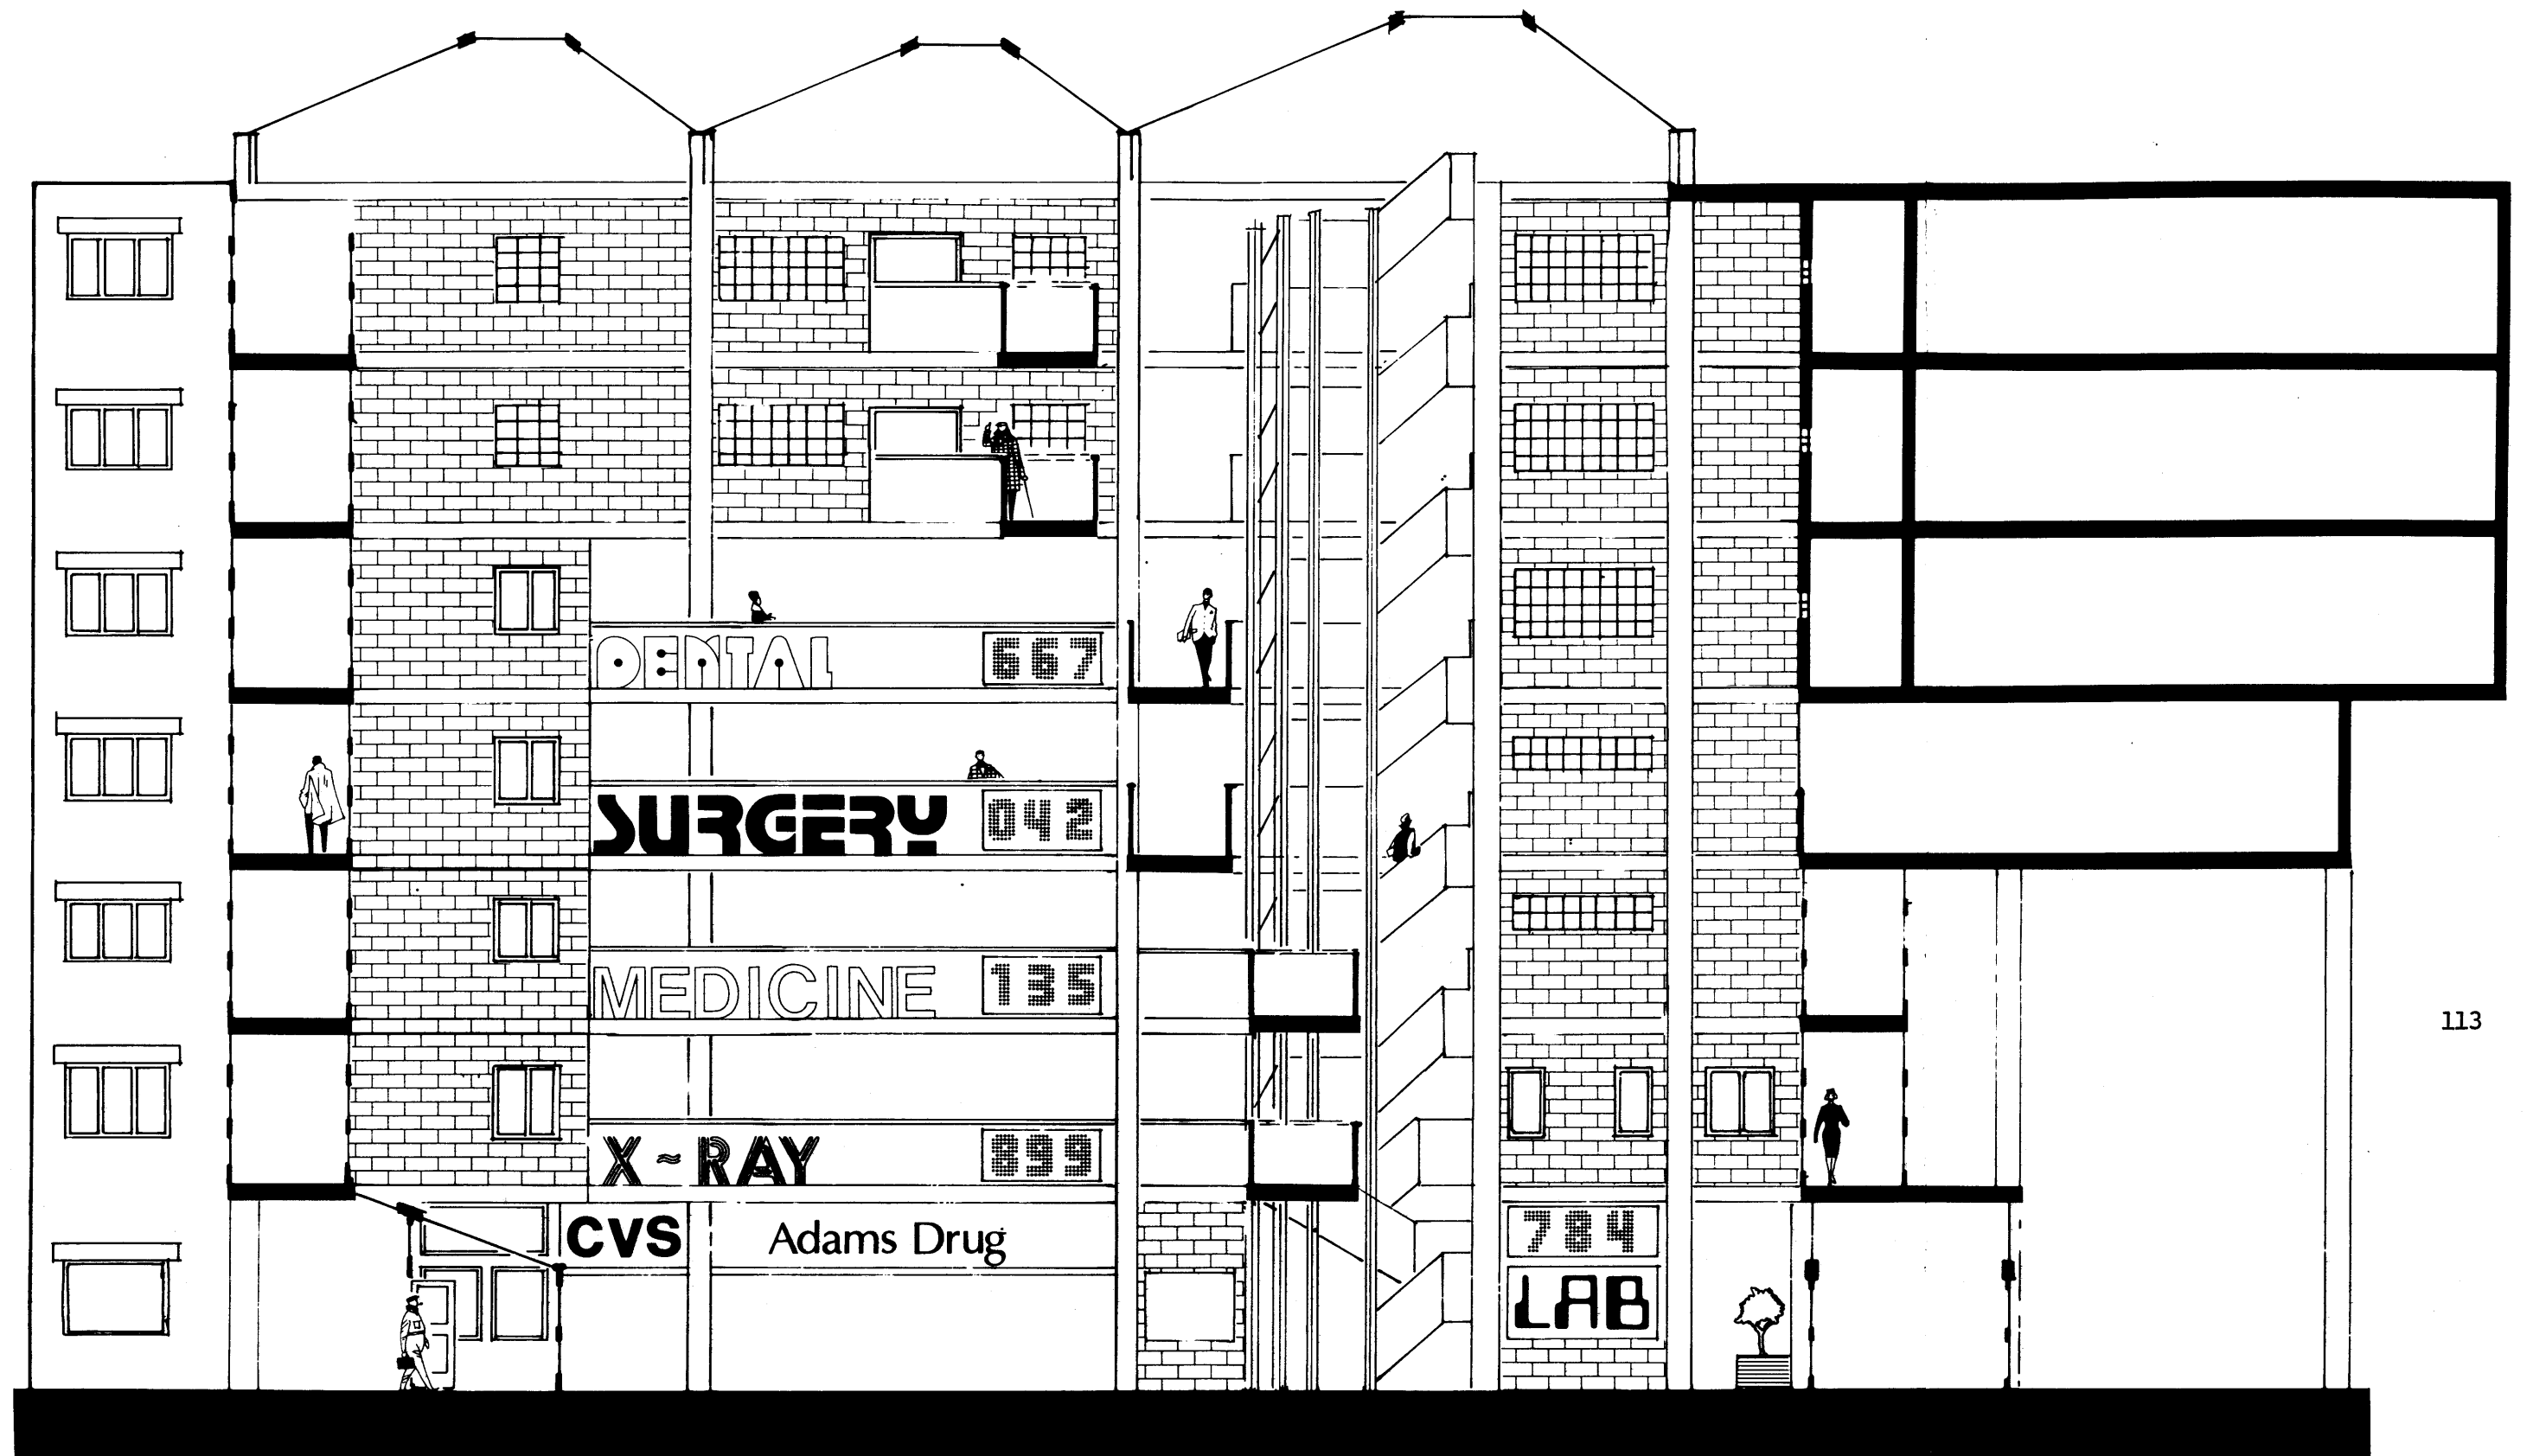 DENTAL 667
SURGERY 042
MEDICINE 135
113
X-RAY 899
CVS Adams Drug
784
LAB